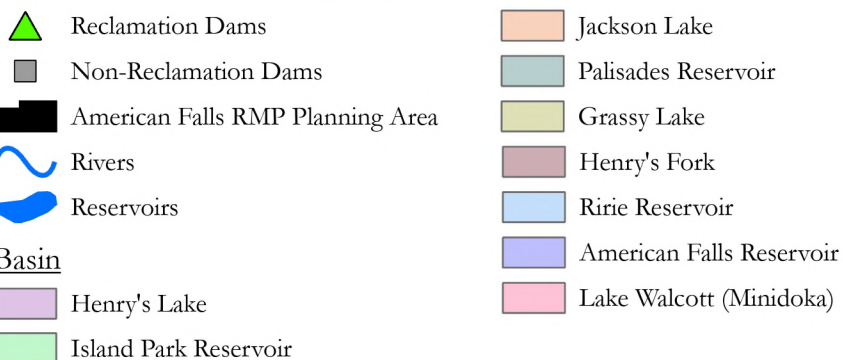 Reclamation Dams
Non-Reclamation Dams
American Falls RMP Planning Area
Rivers
Reservoirs
Basin
Henry's Lake
Island Park Reservoir
Jackson Lake
Palisades Reservoir
Grassy Lake
Henry's Fork
Ririe Reservoir
American Falls Reservoir
Lake Walcott (Minidoka)